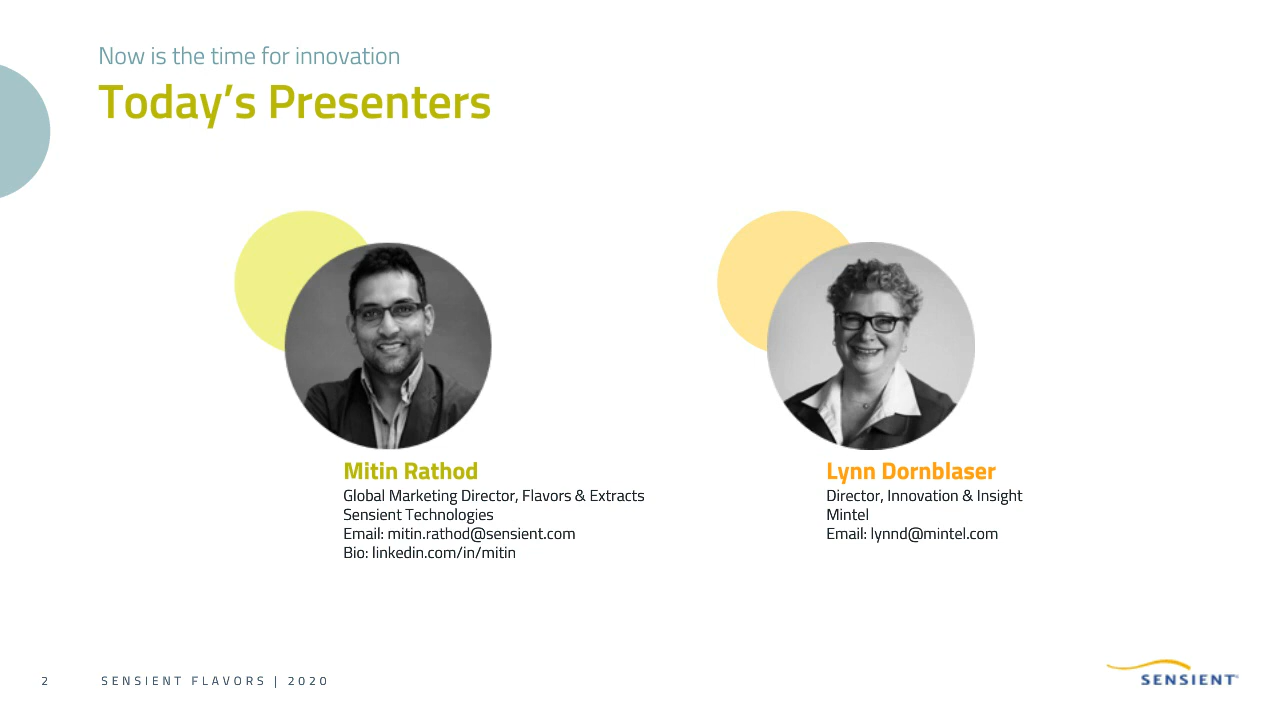 Now is the time for innovation
Today’s Presenters
Mitin Rathod
Global Marketing Director, Flavors & Extracts
Sensient Technologies
Email: mitin.rathod@sensient.com
Bio: linkedin.com/in/mitin
Lynn Dornblaser
Director, Innovation & Insight
Mintel
Email: lynnd@mintel.com
2 SENSIENT FLAVORS | 2020
SENSIENT